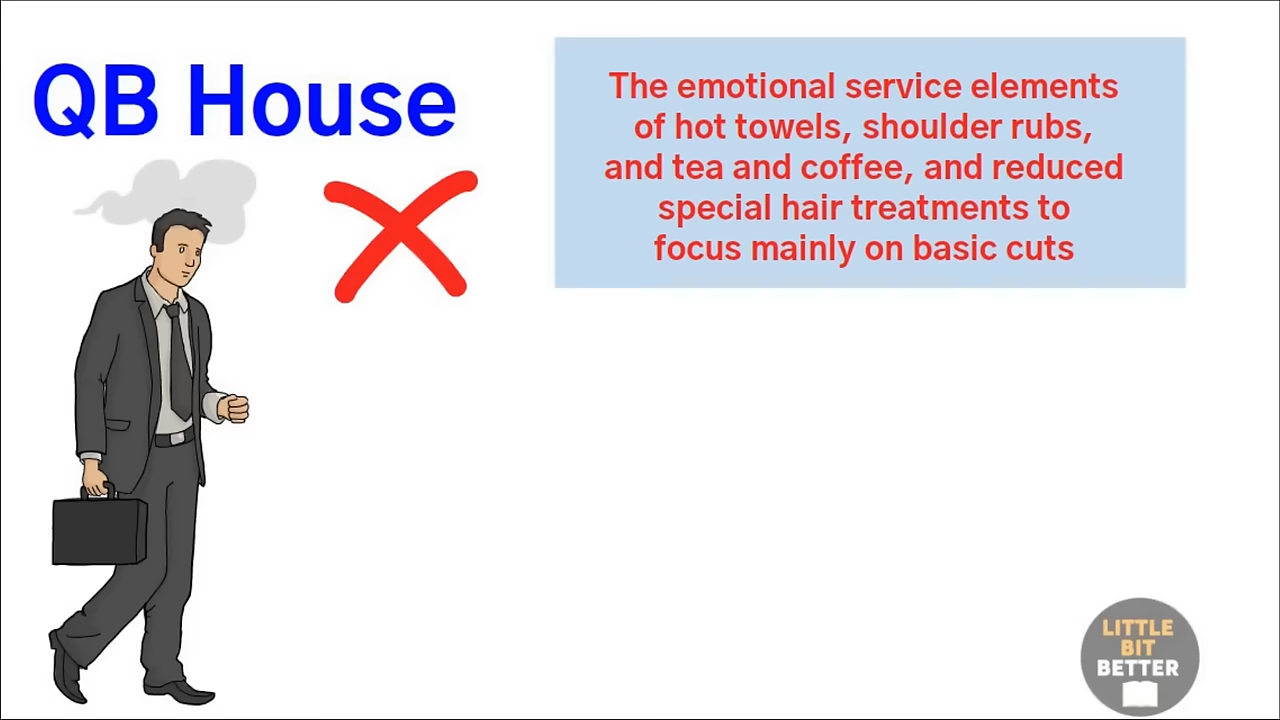 QB House
The emotional service elements
of hot towels, shoulder rubs,
and tea and coffee, and reduced
special hair treatments to
focus mainly on basic cuts
LITTLE
BIT
BETTER